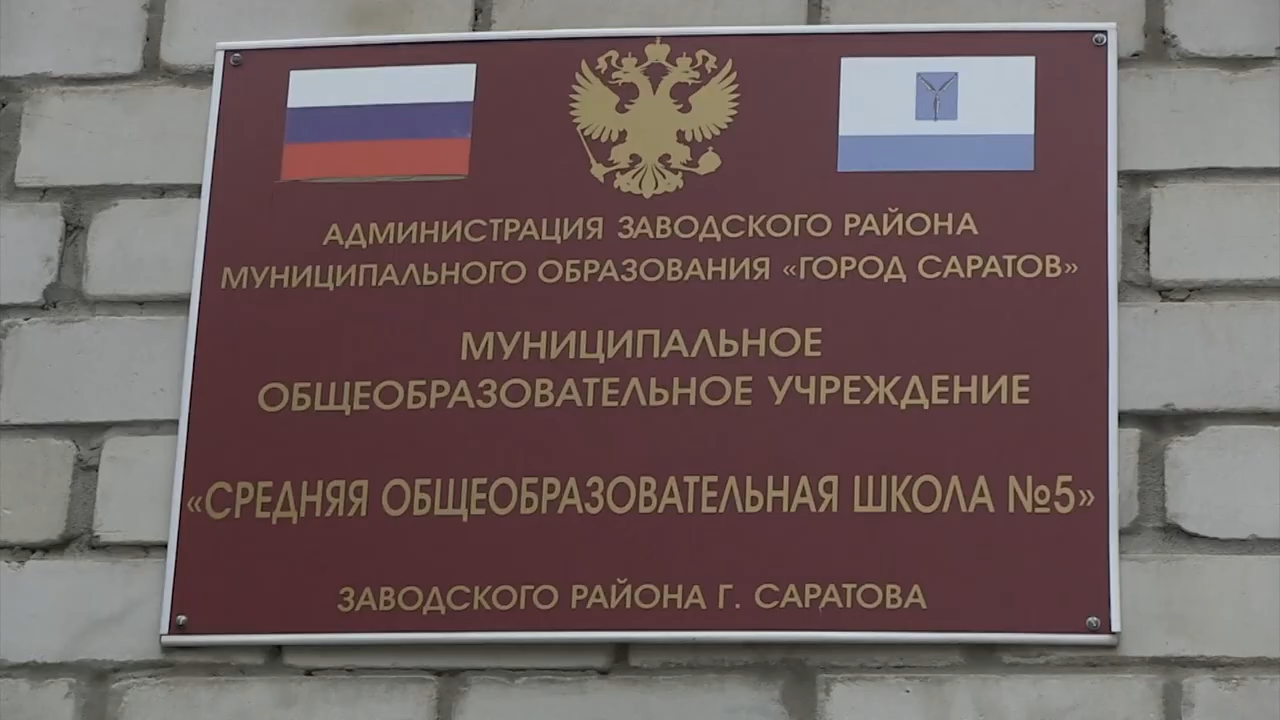 АДМИНИСТРАЦИЯ ЗАВОДСКОГО РАЙОНА
МУНИЦИПАЛЬНОГО ОБРАЗОВАНИЯ «ГОРОД САРАТОВ»
МУНИЦИПАЛЬНОЕ
ОБЩЕОБРАЗОВАТЕЛЬНОЕ УЧРЕЖДЕНИЕ
«СРЕДНЯЯ ОБЩЕОБРАЗОВАТЕЛЬНАЯ ШКОЛА №5»
ЗАВОДСКОГО РАЙОНА Г. САРАТОВА